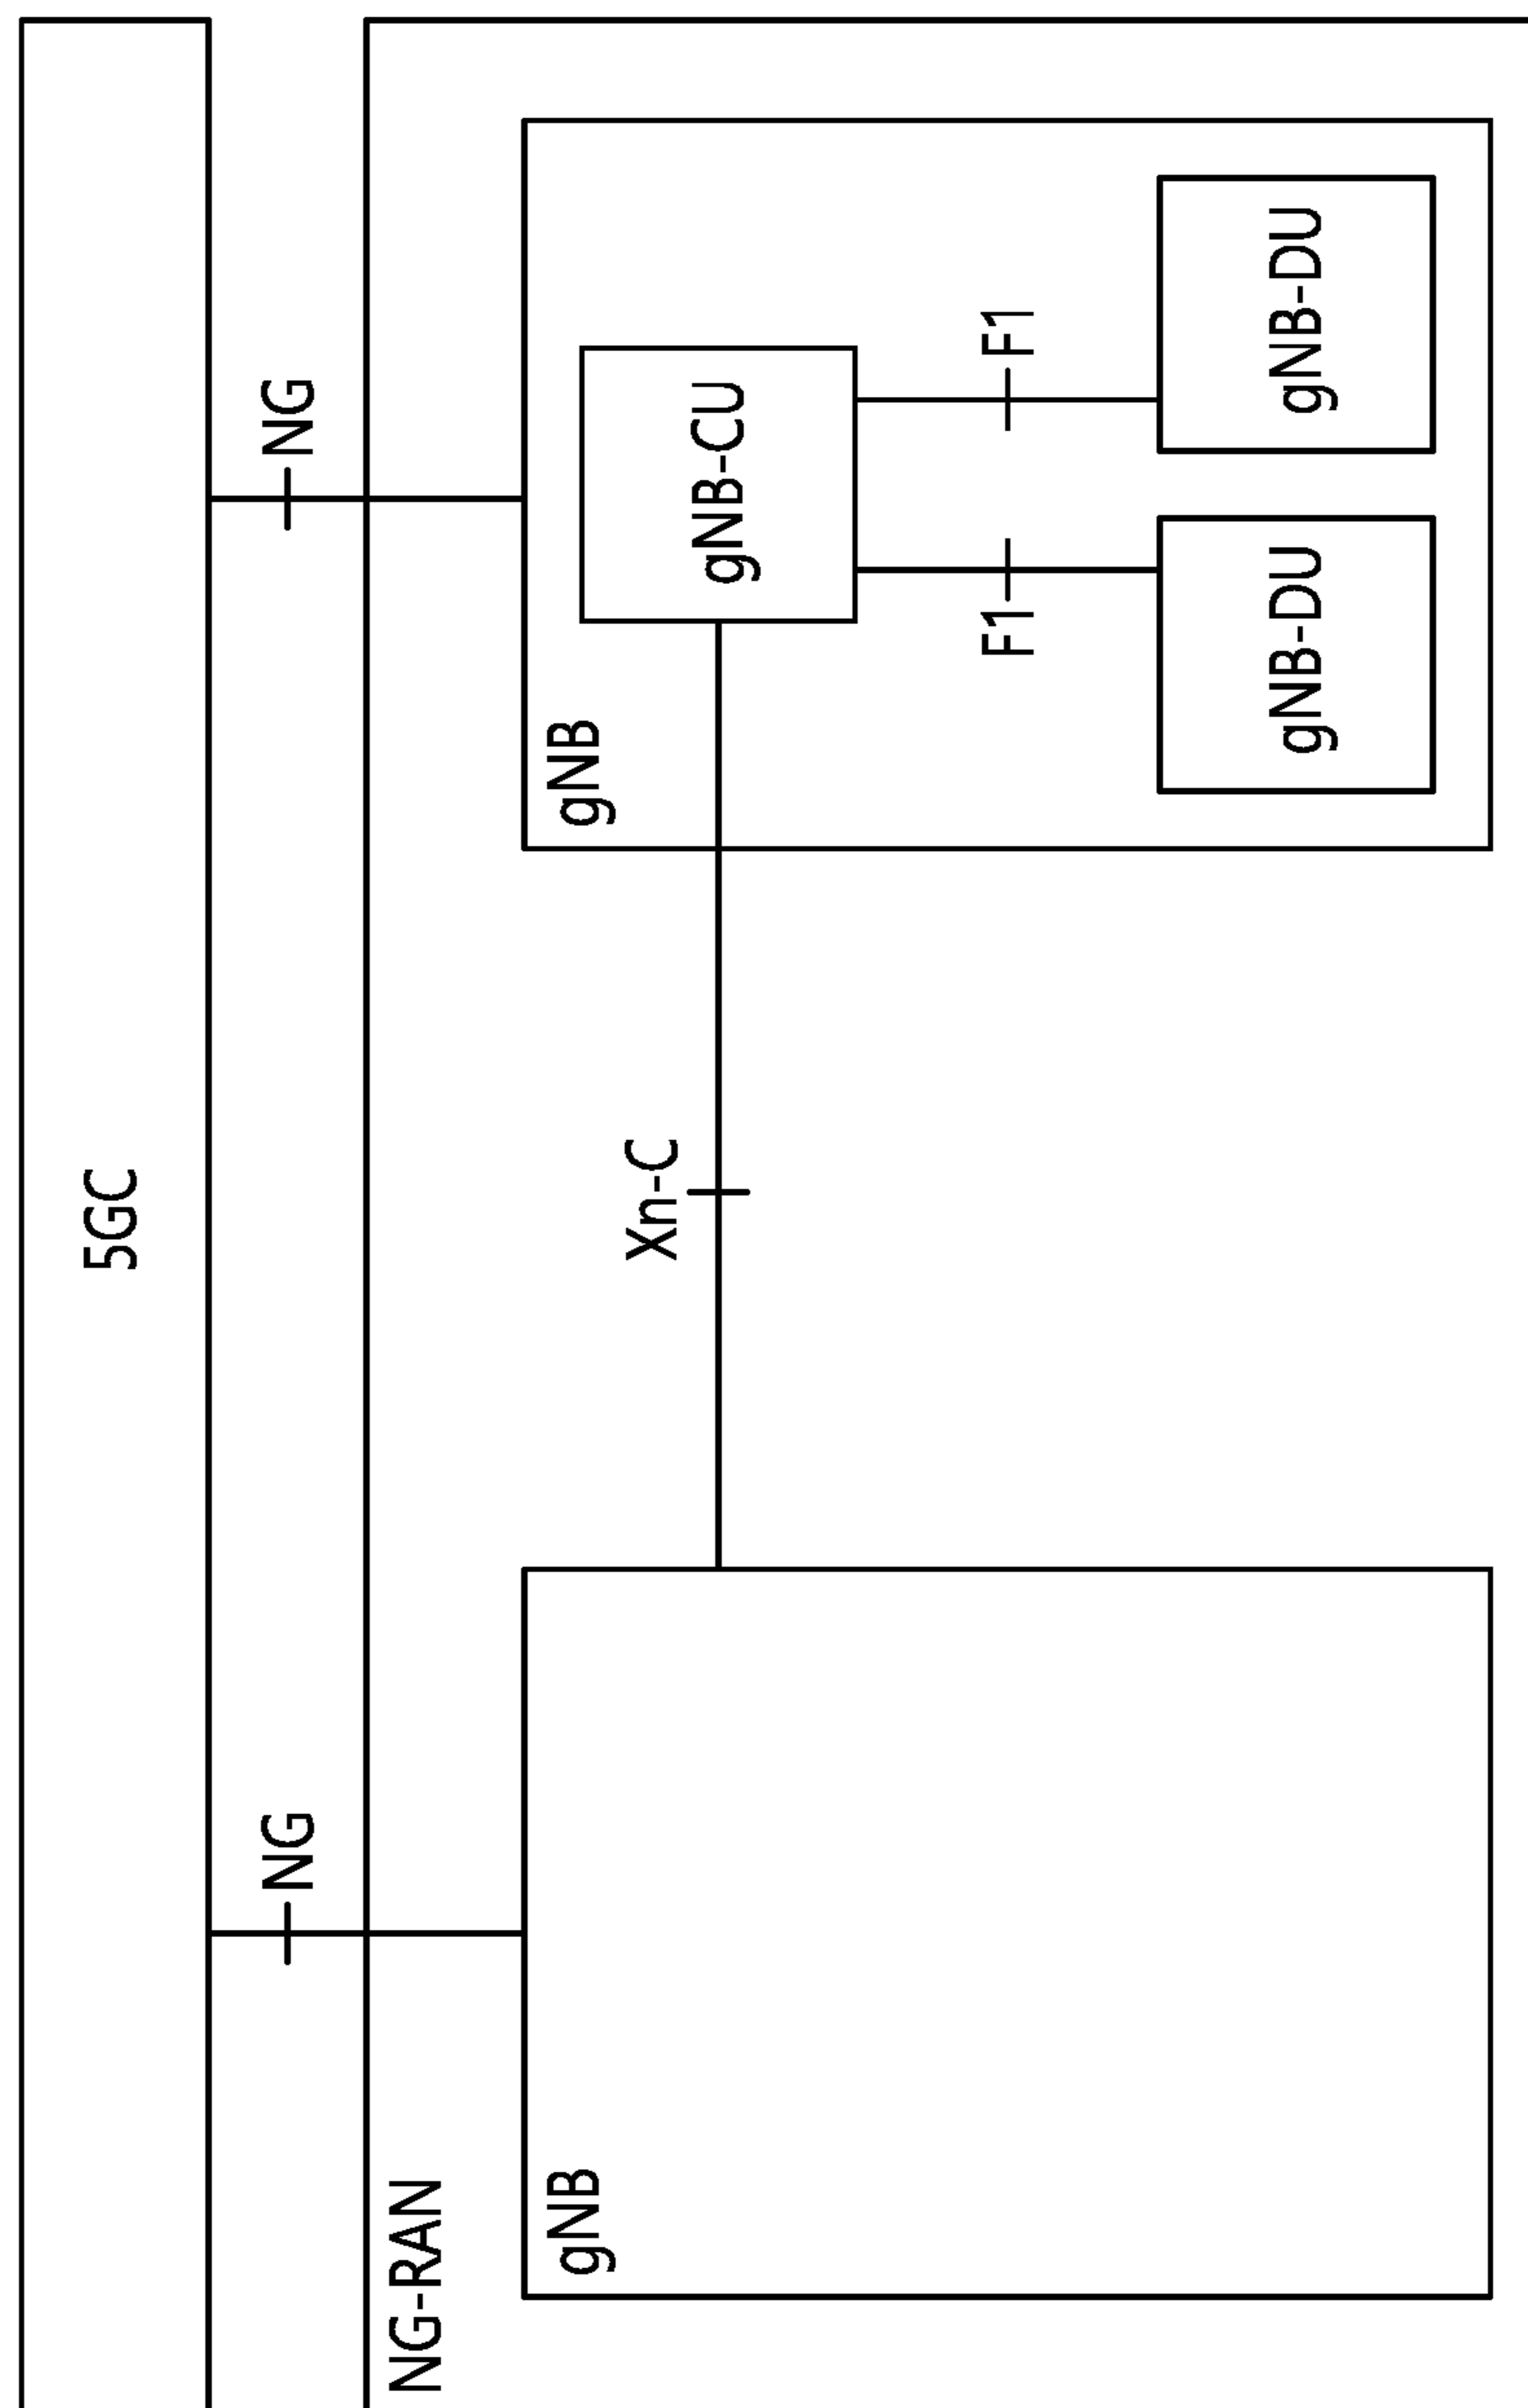 5GC
NG
NG
NG-RAN
gNB
gNB
Xn-C
gNB-CU
F1
F1
gNB-DU
gNB-DU